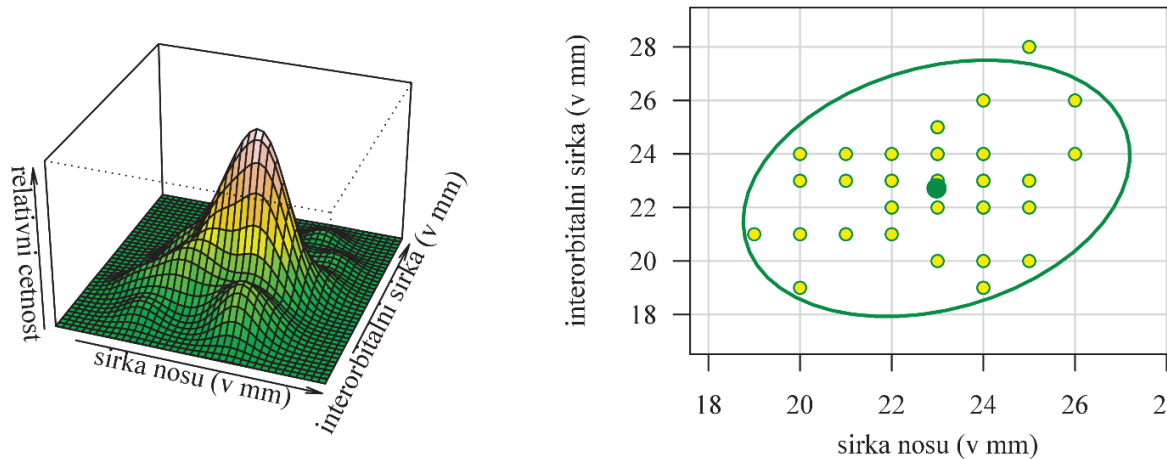 relativni cetnost
sirka nosu (v mm)
interorbitalni sirka (v mm)
interorbitalni sirka (v mm)
28
26
24
22
20
18
18 20 22 24 26 2
sirka nosu (v mm)